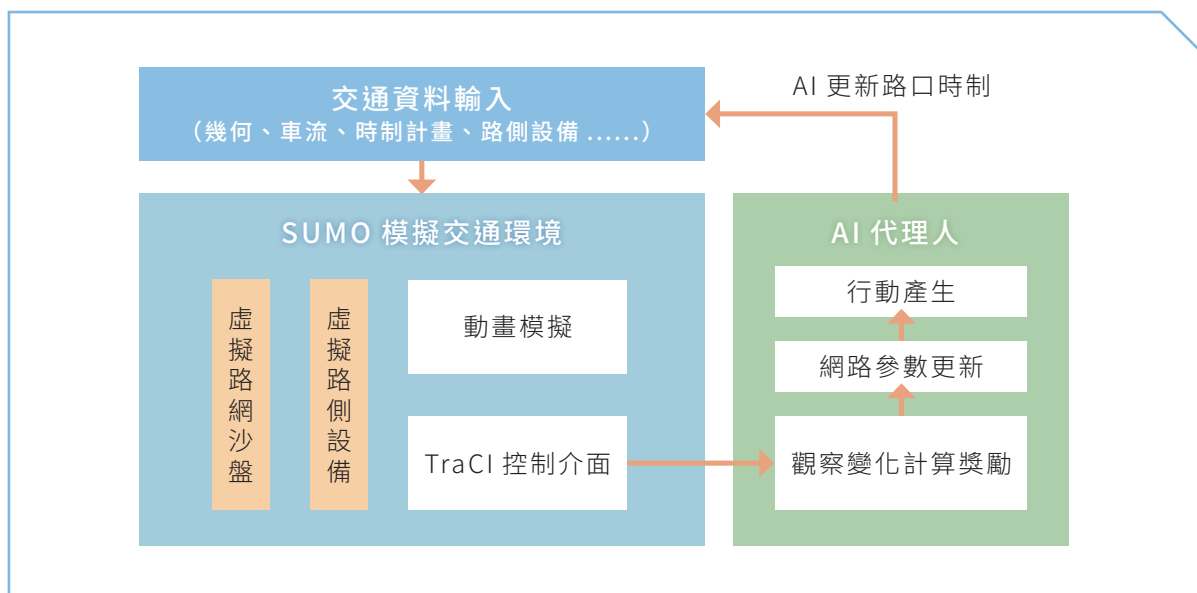 交通資料輸入
（幾何、車流、時制計畫、路側設備 ......）
AI 更新路口時制
SUMO 模擬交通環境
虛擬路網沙盤
虛擬路側設備
動畫模擬
TraCI 控制介面
AI 代理人
行動產生
網路參數更新
觀察變化計算獎勵